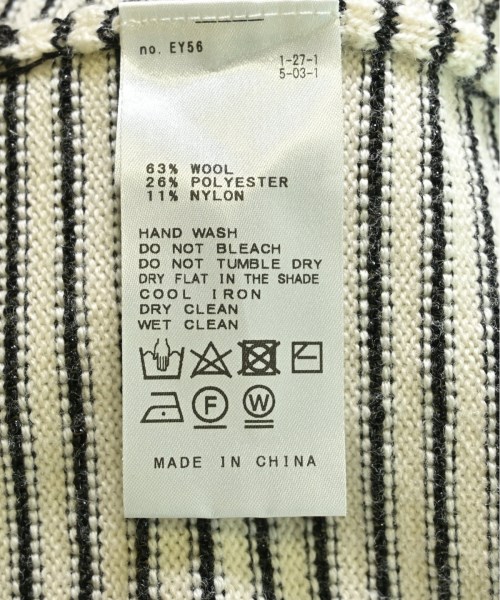 no. EY56
1-27-1
5-03-1
63% WOOL
26% POLYESTER
11% NYLON
HAND WASH
DO NOT BLEACH
DO NOT TUMBLE DRY
DRY FLAT IN THE SHADE
COOL IRON
DRY CLEAN
WET CLEAN
F W
MADE IN CHINA